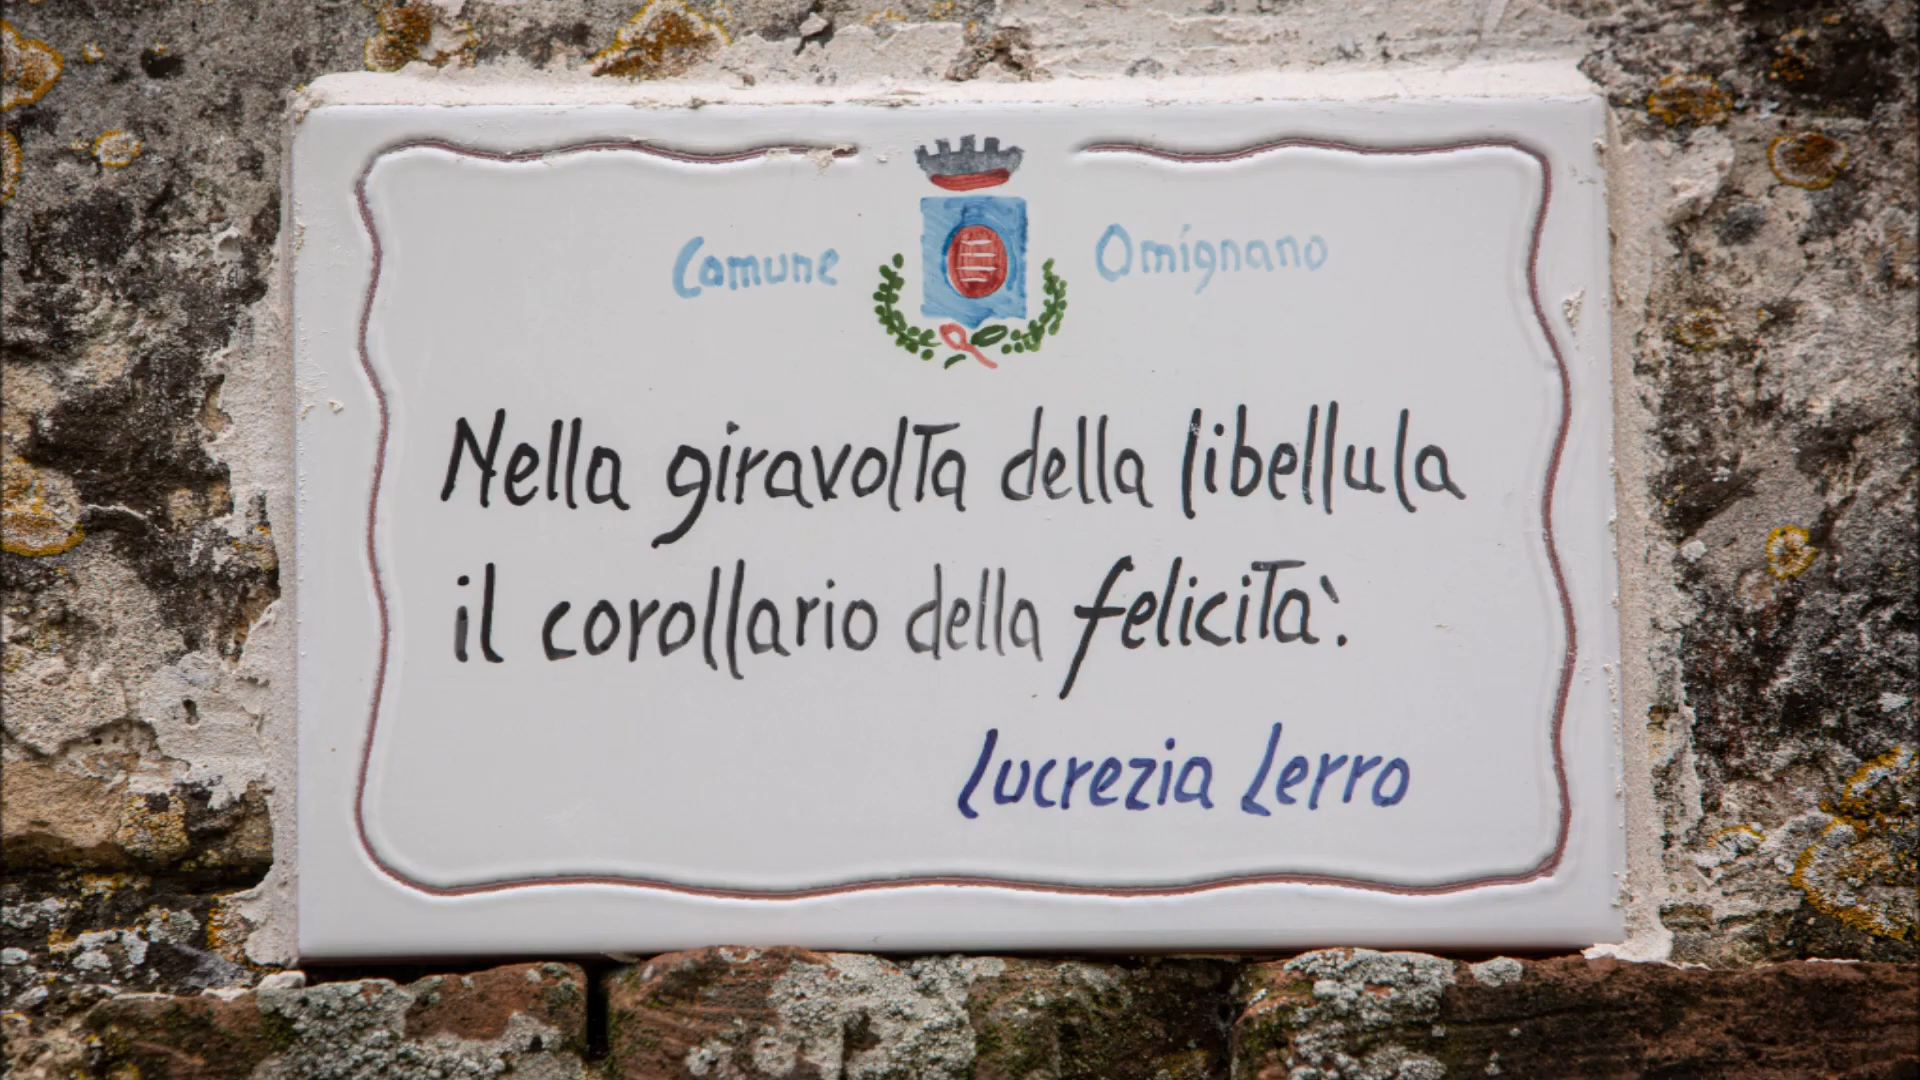 Comune Omignano
Nella giravolta della libellula
il corollario della felicità.
Lucrezia Lerro